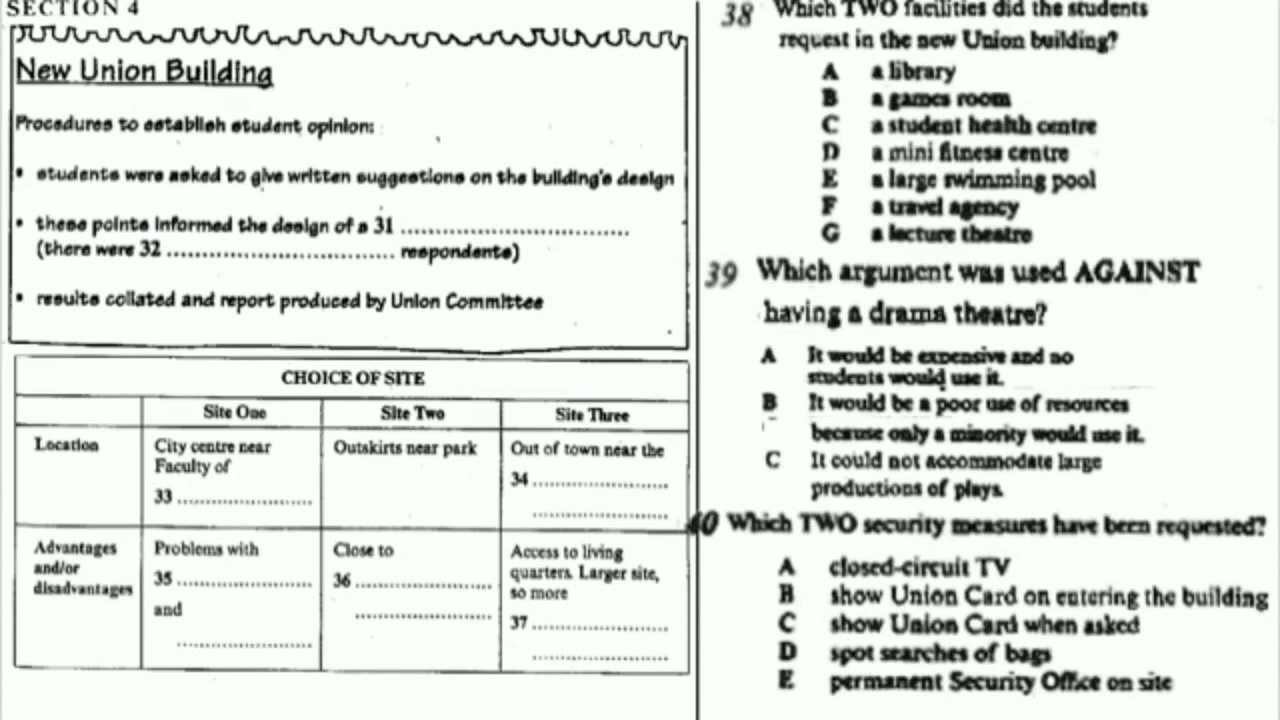 SECTION 4
New Union Building
Procedures to establish student opinion:
• students were asked to give written suggestions on the building's design
• these points informed the design of a 31 ..............................
(there were 32 .............................. respondents)
• results collated and report produced by Union Committee
CHOICE OF SITE
Site One Site Two Site Three
Location
City centre near
Faculty of
33 ......................
Outskirts near park
Out of town near the
34 ......................
......................
Advantages
and/or
disadvantages
Problems with
35 ......................
and
......................
Close to
36 ......................
......................
Access to living
quarters. Larger site,
so more
37 ......................
......................
38 Which TWO facilities did the students
request in the new Union building?
A a library
B a games room
C a student health centre
D a mini fitness centre
E a large swimming pool
F a travel agency
G a lecture theatre
39 Which argument was used AGAINST
having a drama theatre?
A It would be expensive and no
students would use it.
B It would be a poor use of resources
because only a minority would use it.
C It could not accommodate large
productions of plays.
40 Which TWO security measures have been requested?
A closed-circuit TV
B show Union Card on entering the building
C show Union Card when asked
D spot searches of bags
E permanent Security Office on site